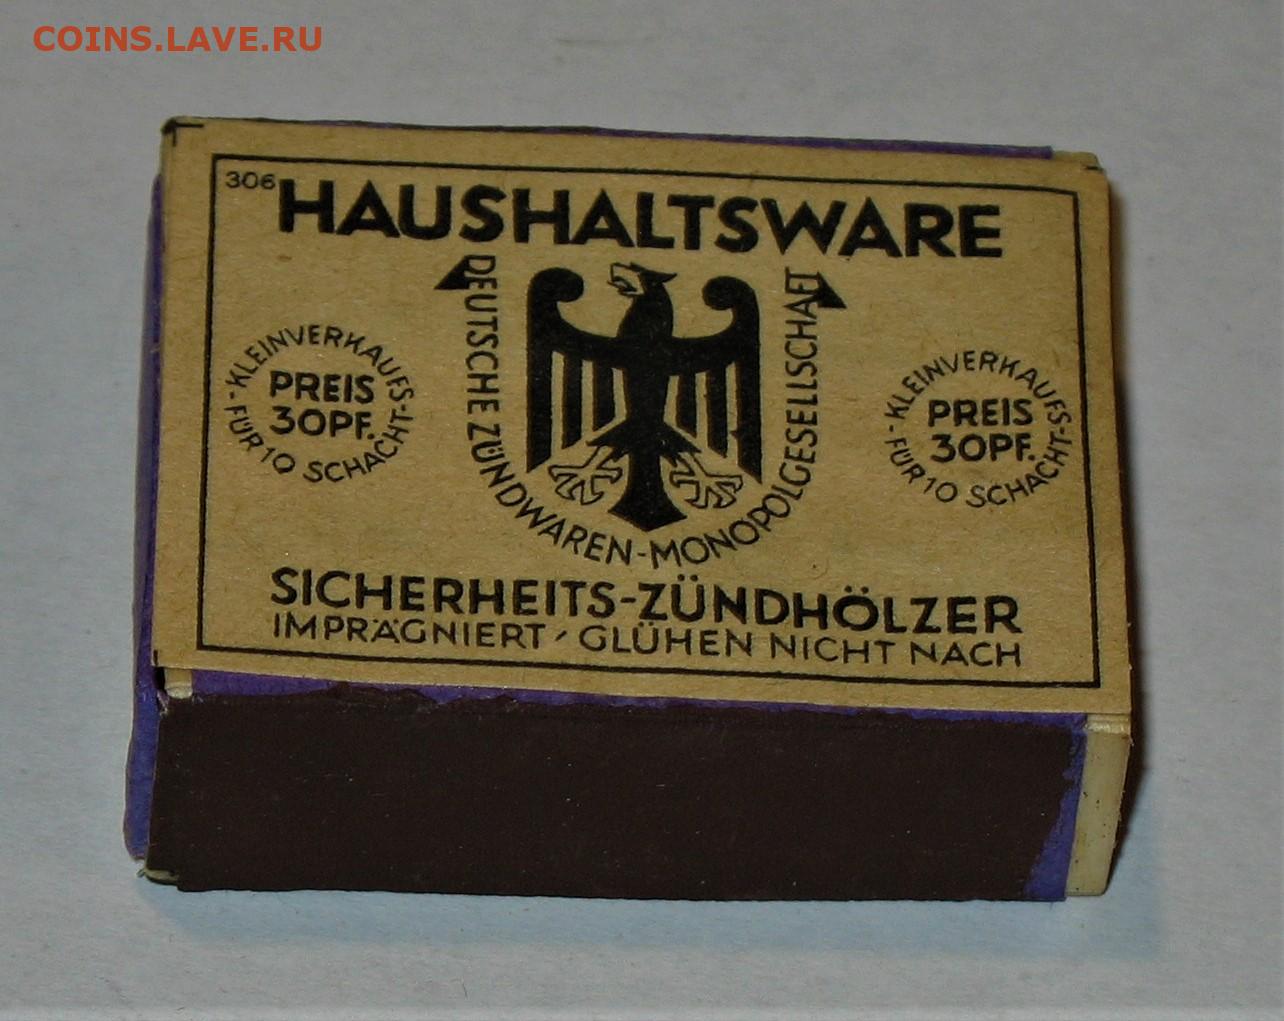 COINS.LAVE.RU
306
HAUSHALTSWARE
DEUTSCHE ZÜNDWAREN-MONOPOLGESELLSCHAFT
-KLEINVERKAUFS-
PREIS
30PF.
FÜR 10 SCHACHT.
-KLEINVERKAUFS-
PREIS
30PF.
FÜR 10 SCHACHT.
SICHERHEITS-ZÜNDHÖLZER
IMPRÄGNIERT / GLÜHEN NICHT NACH